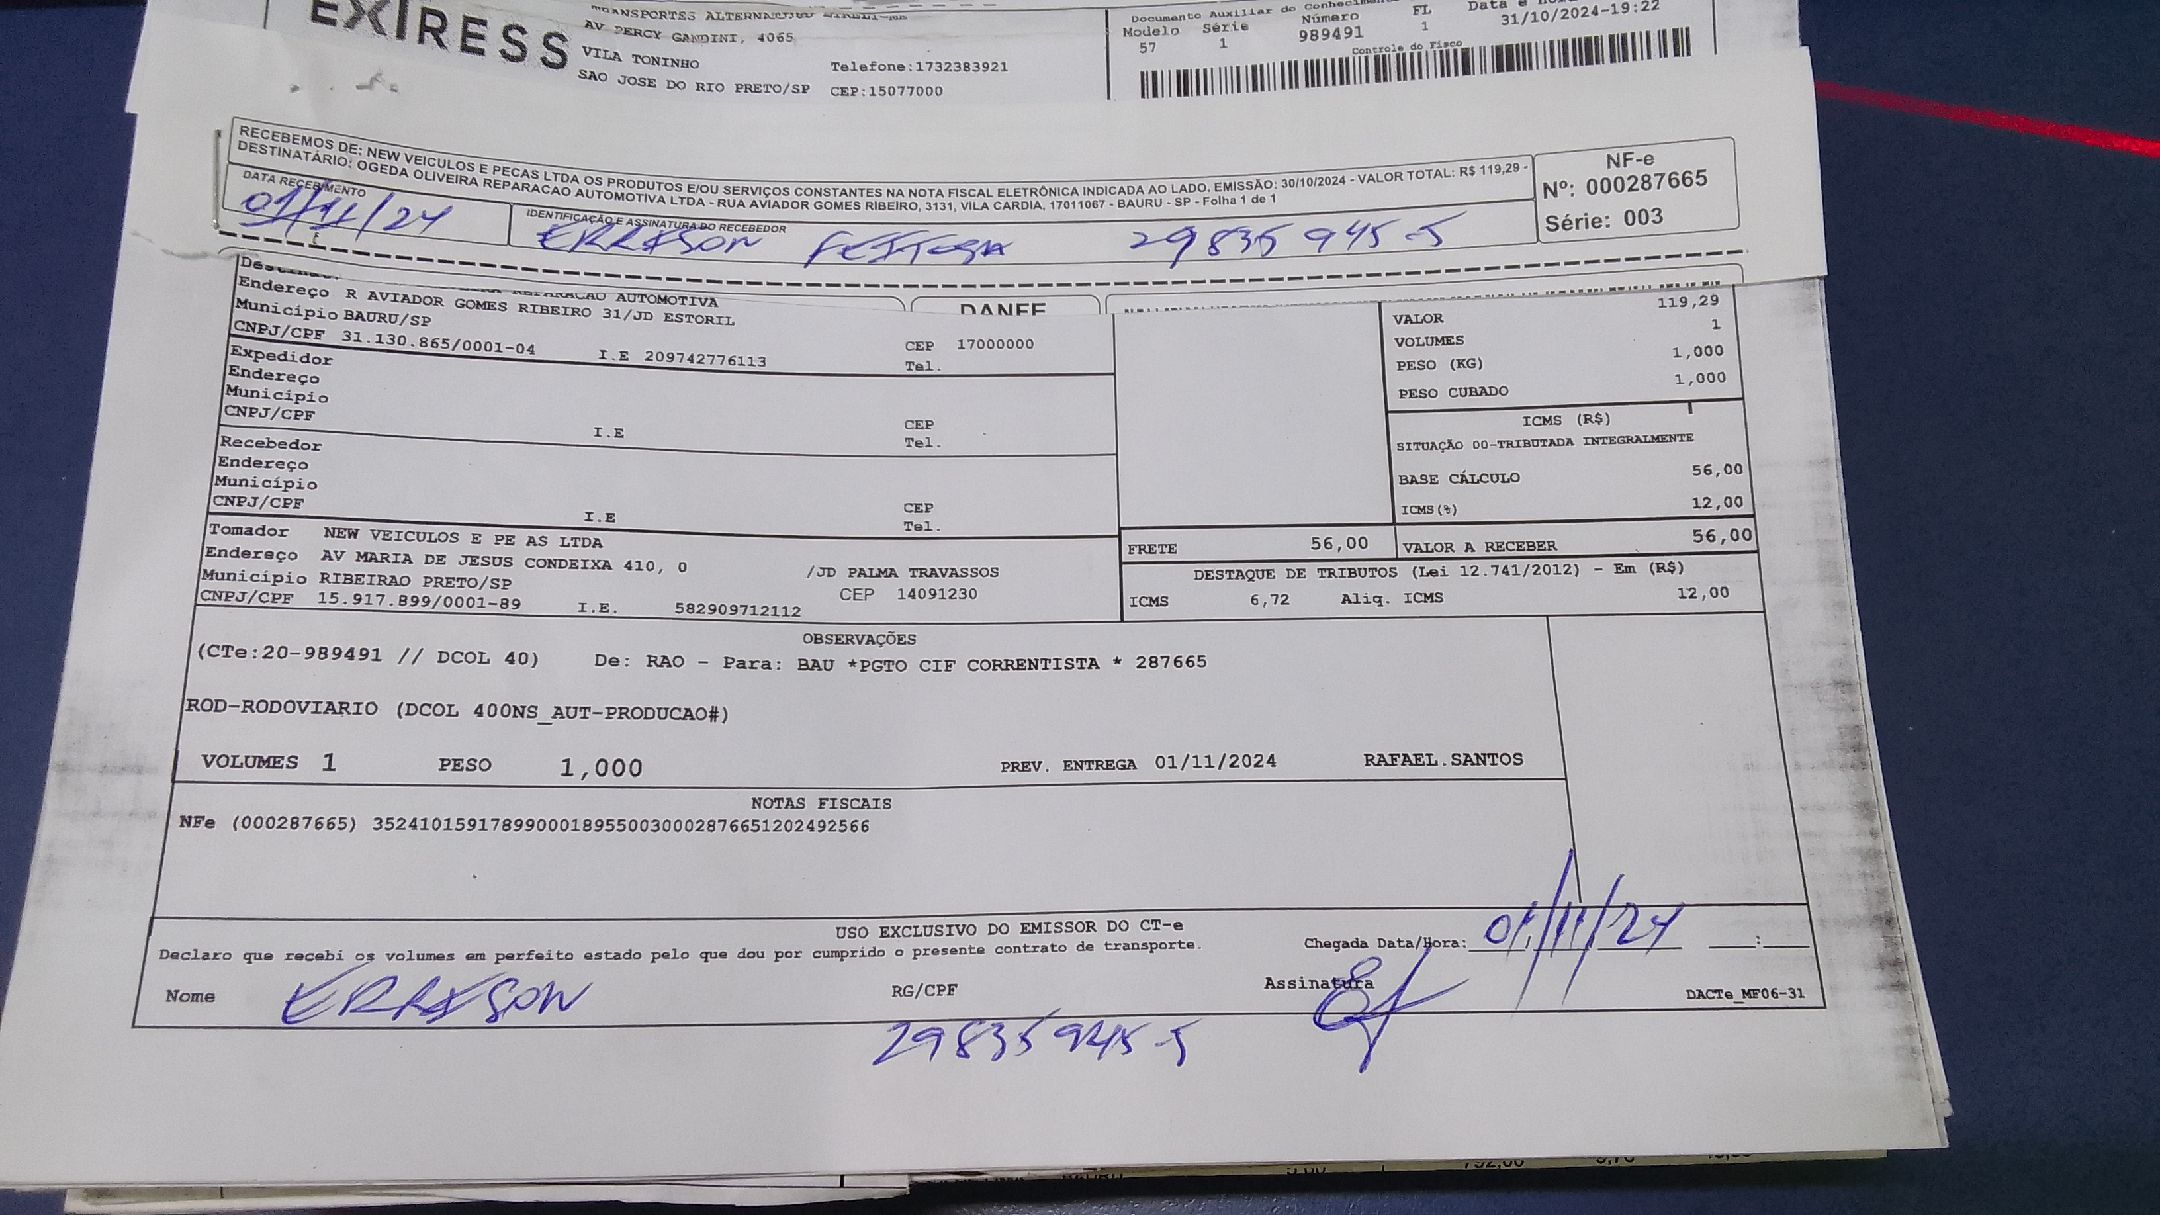 EXIRESS
TRANSPORTES
AV PERCY GANDINI, 4065
VILA TONINHO
Telefone:1732383921
SAO JOSE DO RIO PRETO/SP CEP:15077000
Documento Auxiliar do
Modelo Série Número FL
57 1 989491 1 31/10/2024-19:22
Controle do Fisco
RECEBEMOS DE: NEW VEICULOS E PECAS LTDA OS PRODUTOS E/OU SERVIÇOS CONSTANTES NA NOTA FISCAL ELETRÔNICA INDICADA AO LADO. EMISSÃO: 30/10/2024 - VALOR TOTAL: R$ 119,29 -
DESTINATÁRIO: OGEDA OLIVEIRA REPARACAO AUTOMOTIVA LTDA - RUA AVIADOR GOMES RIBEIRO, 3131, VILA CARDIA, 17011067 - BAURU - SP - Folha 1 de 1
NF-e
Nº: 000287665
Série: 003
DATA RECEBIMENTO
01/11/24
IDENTIFICAÇÃO E ASSINATURA DO RECEBEDOR
ERRESON FEITOSA 29835945-5
DANFE
REPARACAO AUTOMOTIVA
Endereço R AVIADOR GOMES RIBEIRO 31/JD ESTORIL
Município BAURU/SP
CEP 17000000
CNPJ/CPF 31.130.865/0001-04 I.E 209742776113 Tel.
Expedidor
Endereço
Município
CEP
CNPJ/CPF I.E Tel.
Recebedor
Endereço
Município
CEP
CNPJ/CPF I.E Tel.
Tomador NEW VEICULOS E PE AS LTDA
Endereço AV MARIA DE JESUS CONDEIXA 410, 0 /JD PALMA TRAVASSOS
Município RIBEIRAO PRETO/SP CEP 14091230
CNPJ/CPF 15.917.899/0001-89 I.E. 582909712112
VALOR 119,29
VOLUMES 1
PESO (KG) 1,000
PESO CUBADO 1,000
ICMS (R$)
SITUAÇÃO 00-TRIBUTADA INTEGRALMENTE
BASE CÁLCULO 56,00
ICMS(%) 12,00
FRETE 56,00 VALOR A RECEBER 56,00
DESTAQUE DE TRIBUTOS (Lei 12.741/2012) - Em (R$)
ICMS 6,72 Aliq. ICMS 12,00
OBSERVAÇÕES
(CTe:20-989491 // DCOL 40) De: RAO - Para: BAU *PGTO CIF CORRENTISTA * 287665
ROD-RODOVIARIO (DCOL 400NS_AUT-PRODUCAO#)
VOLUMES 1 PESO 1,000 PREV. ENTREGA 01/11/2024 RAFAEL.SANTOS
NOTAS FISCAIS
NFe (000287665) 35241015917899000189550030002876651202492566
USO EXCLUSIVO DO EMISSOR DO CT-e
Declaro que recebi os volumes em perfeito estado pelo que dou por cumprido o presente contrato de transporte.
Chegada Data/Hora: 01/11/24 __:__
Nome ERRESON RG/CPF 29835945-5 Assinatura
DACTe_MF06-31